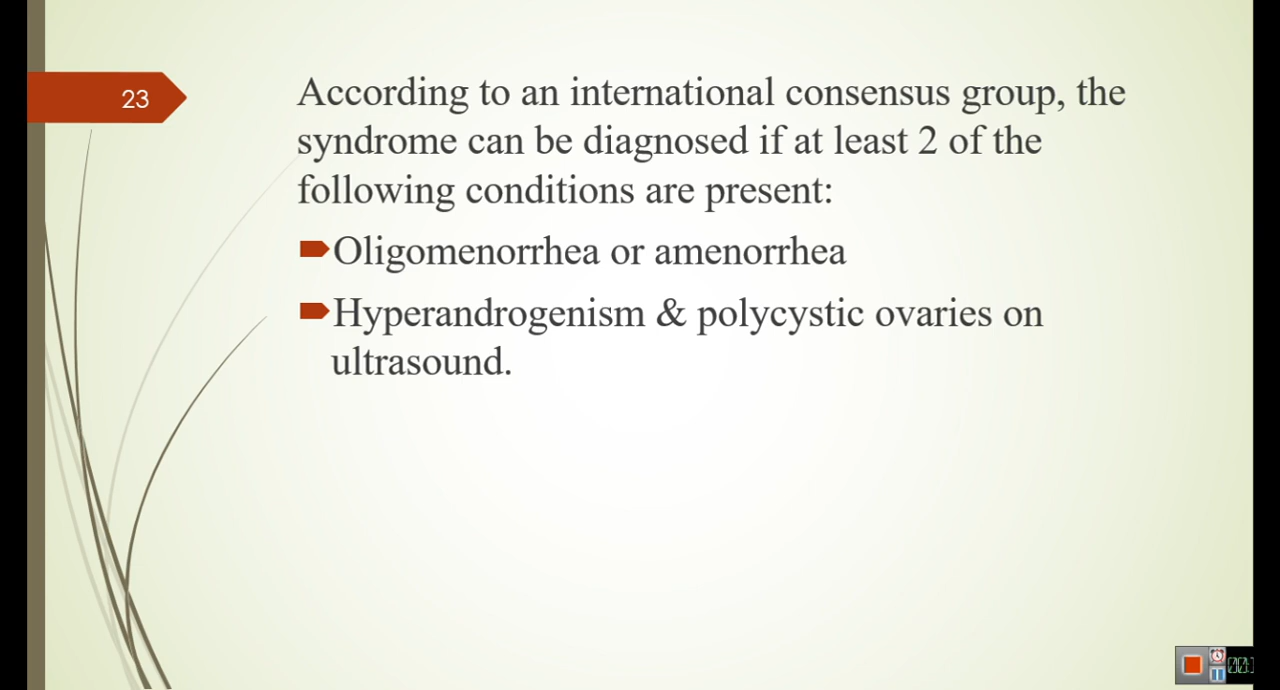 23
According to an international consensus group, the
syndrome can be diagnosed if at least 2 of the
following conditions are present:
Oligomenorrhea or amenorrhea
Hyperandrogenism & polycystic ovaries on
ultrasound.